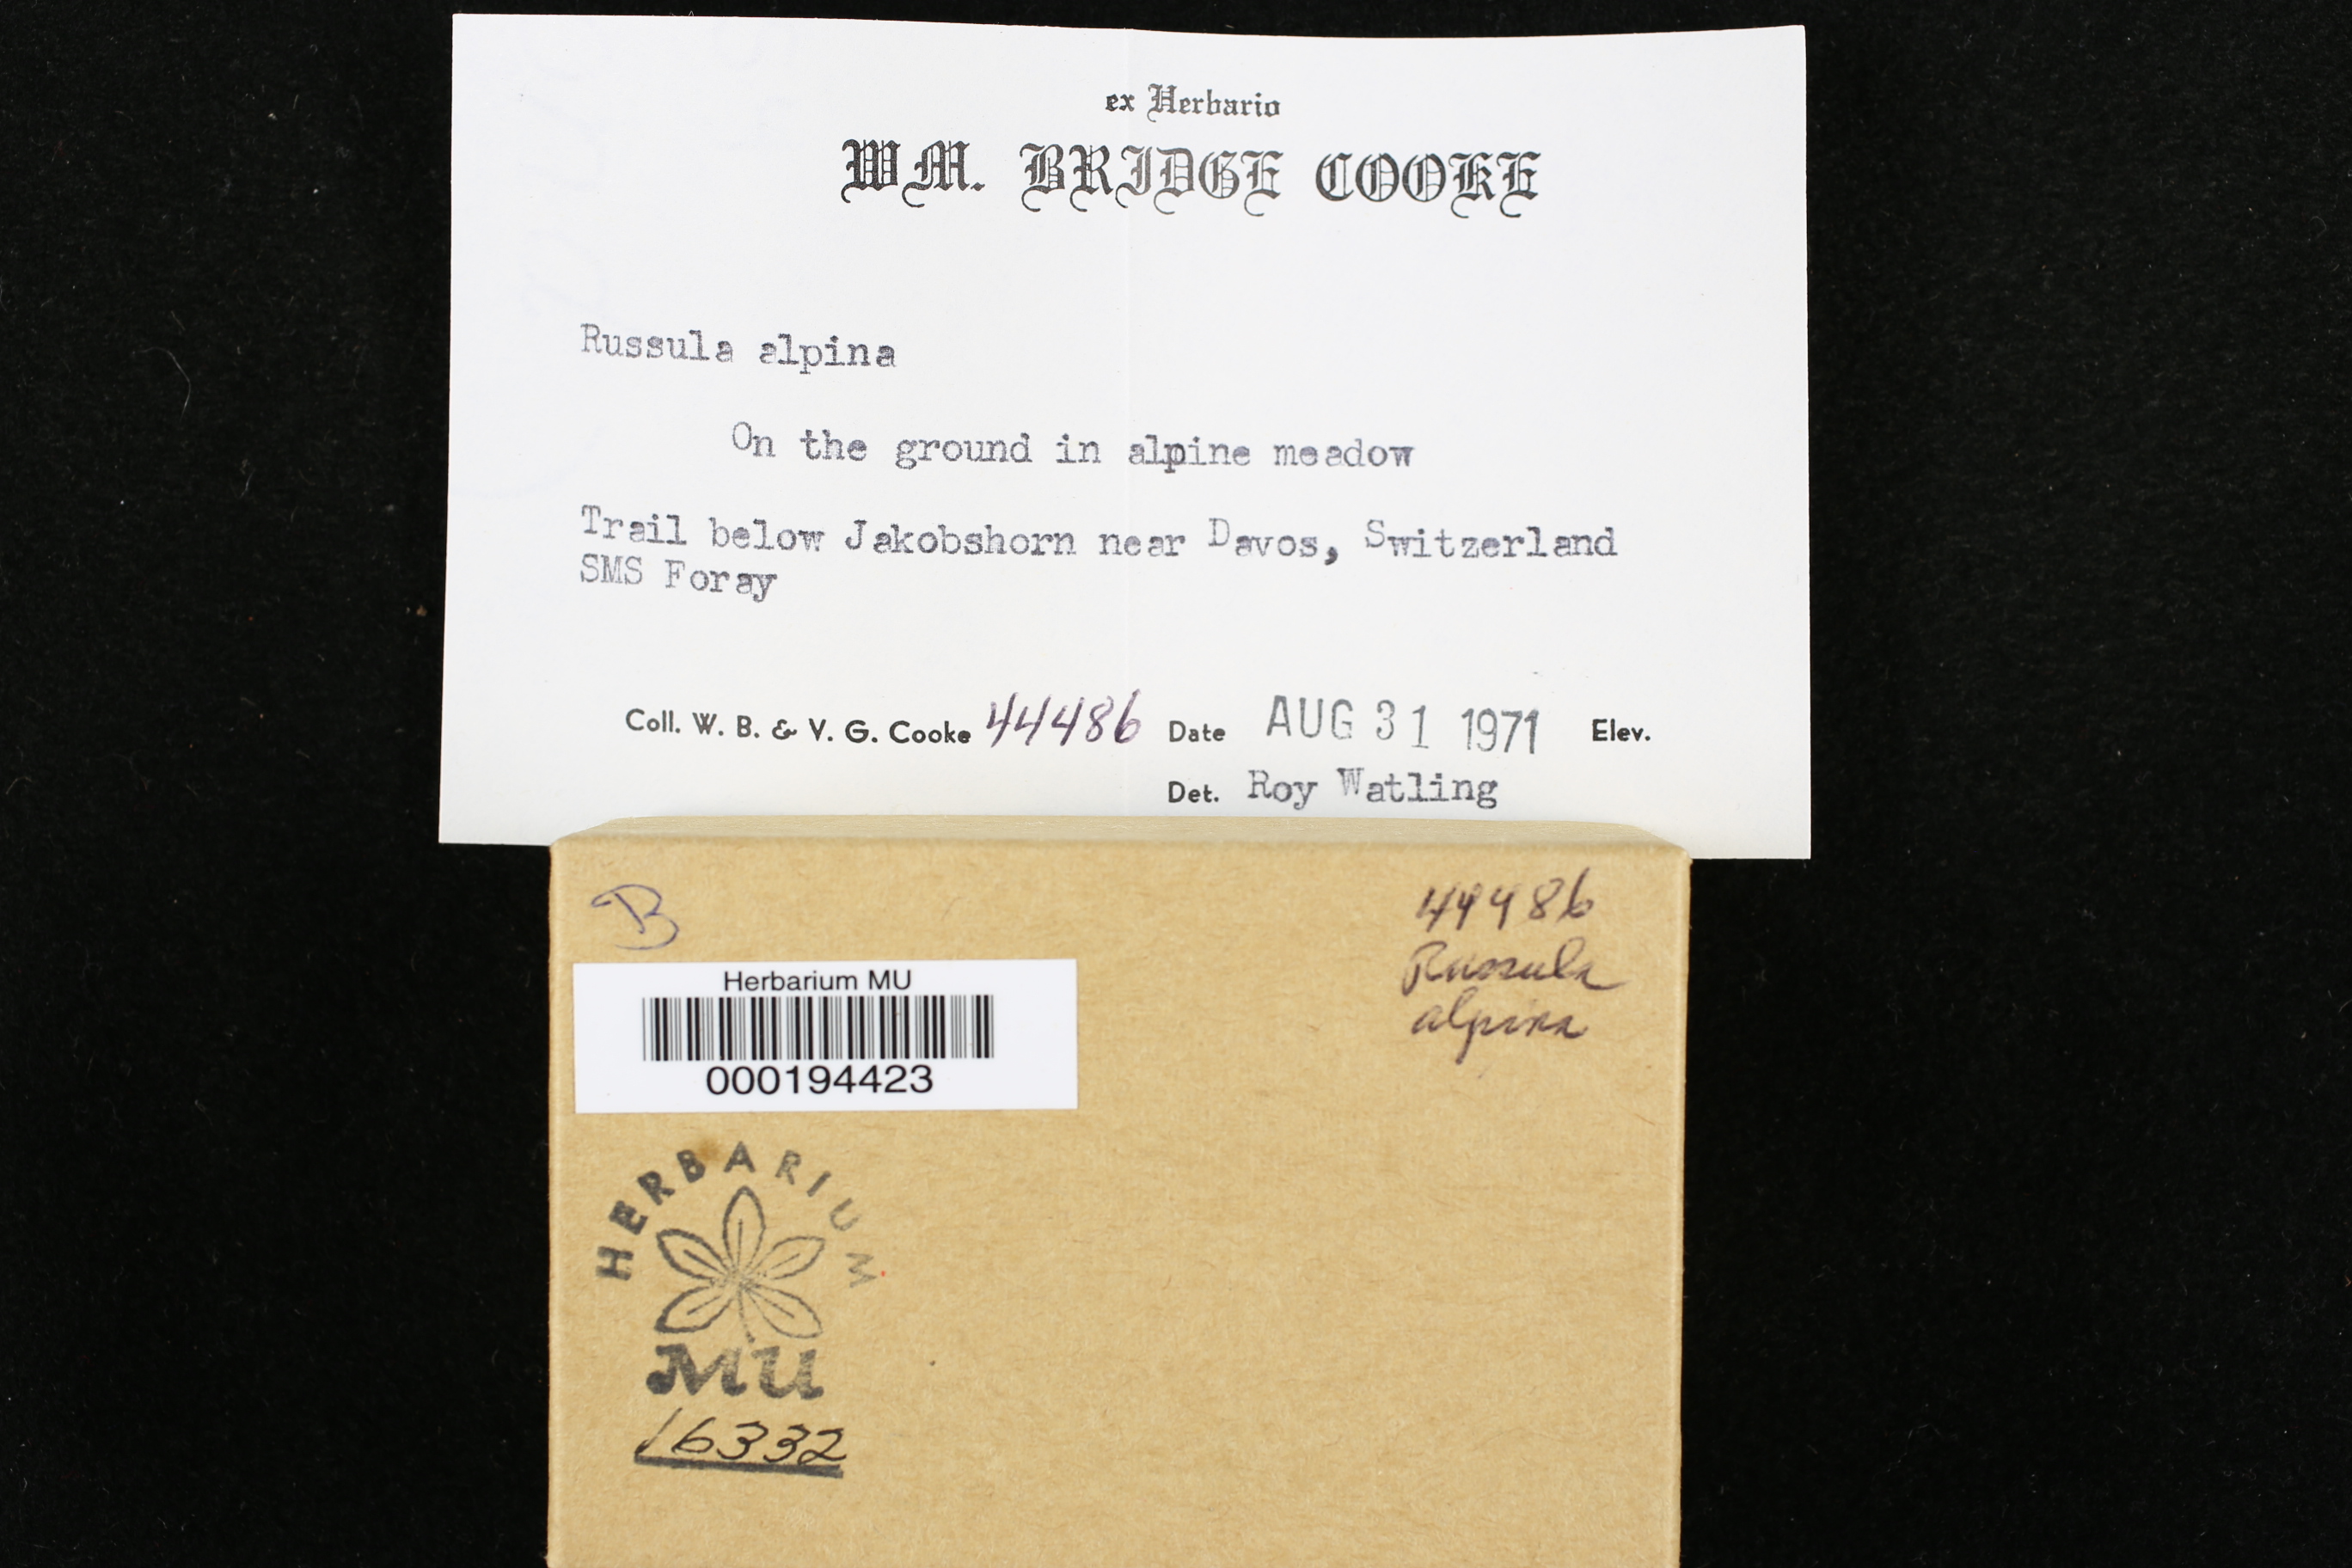 ex Herbario
WM. BRIDGE COOKE
Russula alpina
On the ground in alpine meadow
Trail below Jakobshorn near Davos, Switzerland
SMS Foray
Coll. W. B. & V. G. Cooke 44486 Date AUG 31 1971 Elev.
Det. Roy Watling
B
44486
Russula
alpina
Herbarium MU
000194423
HERBARIUM
MU
16332